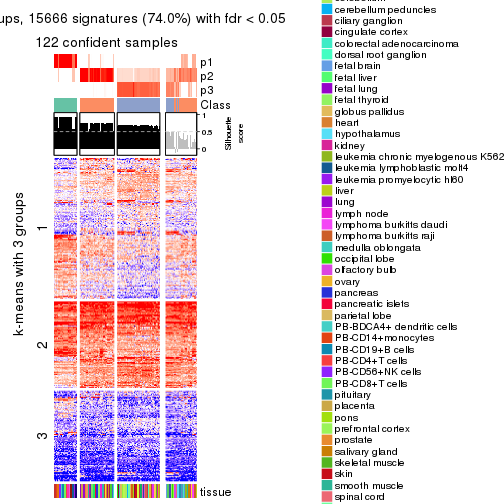 ups, 15666 signatures (74.0%) with fdr < 0.05
122 confident samples
p1
p2
p3
Class
1
0.5
0
Silhouette
score
k-means with 3 groups
1
2
3
tissue
cerebellum peduncles
ciliary ganglion
cingulate cortex
colorectal adenocarcinoma
dorsal root ganglion
fetal brain
fetal liver
fetal lung
fetal thyroid
globus pallidus
heart
hypothalamus
kidney
leukemia chronic myelogenous K562
leukemia lymphoblastic molt4
leukemia promyelocytic hl60
liver
lung
lymph node
lymphoma burkitts daudi
lymphoma burkitts raji
medulla oblongata
occipital lobe
olfactory bulb
ovary
pancreas
pancreatic islets
parietal lobe
PB-BDCA4+ dendritic cells
PB-CD14+monocytes
PB-CD19+B cells
PB-CD4+T cells
PB-CD56+NK cells
PB-CD8+T cells
pituitary
placenta
pons
prefrontal cortex
prostate
salivary gland
skeletal muscle
skin
smooth muscle
spinal cord